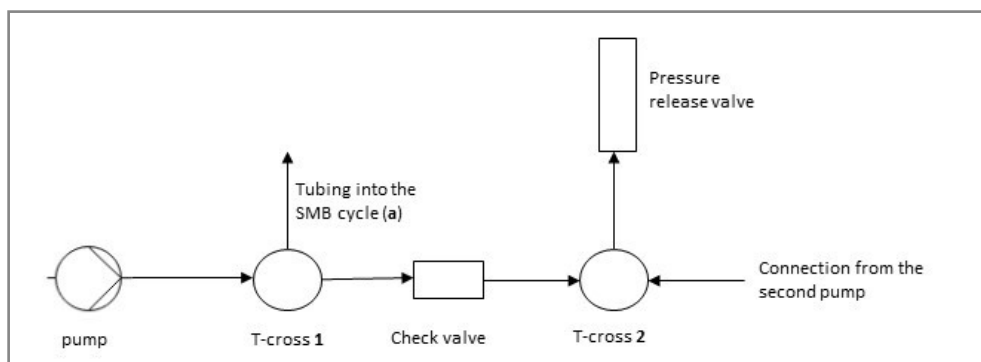 Pressure
release valve
Tubing into the
SMB cycle (a)
Connection from the
second pump
pump
T-cross 1
Check valve
T-cross 2